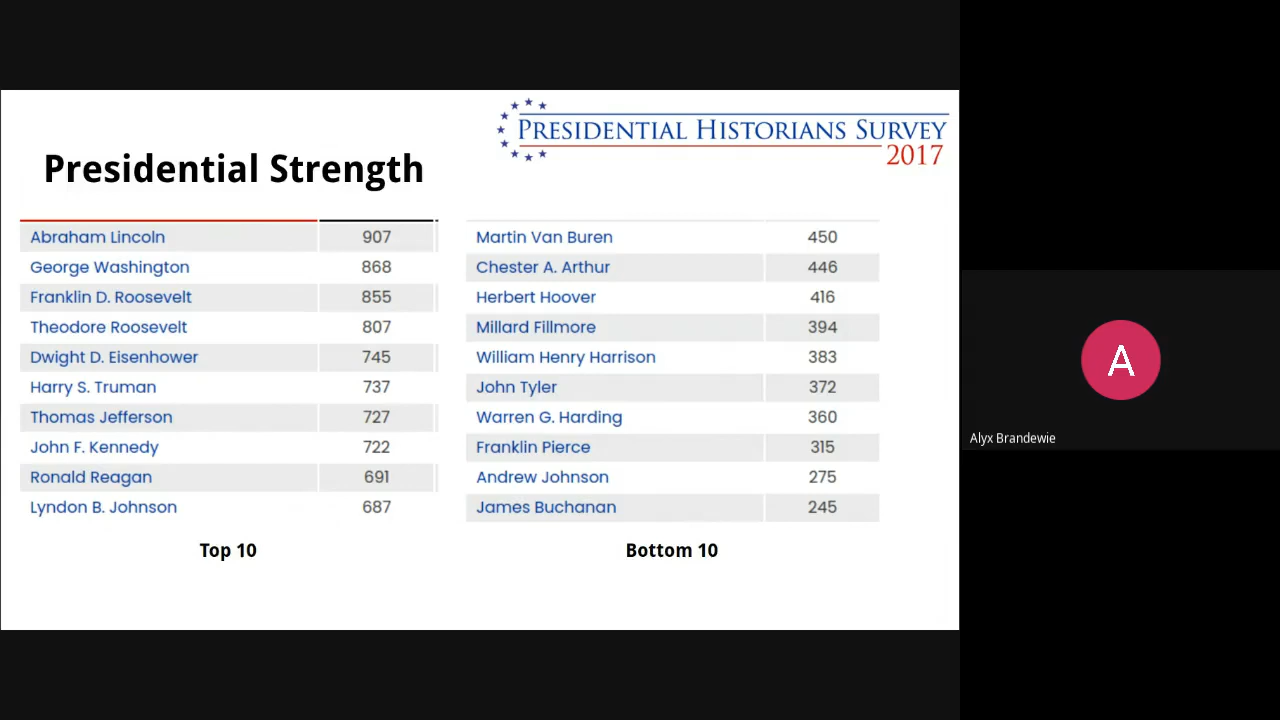 PRESIDENTIAL HISTORIANS SURVEY
2017
Presidential Strength
Abraham Lincoln 907
George Washington 868
Franklin D. Roosevelt 855
Theodore Roosevelt 807
Dwight D. Eisenhower 745
Harry S. Truman 737
Thomas Jefferson 727
John F. Kennedy 722
Ronald Reagan 691
Lyndon B. Johnson 687
Top 10
Martin Van Buren 450
Chester A. Arthur 446
Herbert Hoover 416
Millard Fillmore 394
William Henry Harrison 383
John Tyler 372
Warren G. Harding 360
Franklin Pierce 315
Andrew Johnson 275
James Buchanan 245
Bottom 10
A
Alyx Brandewie